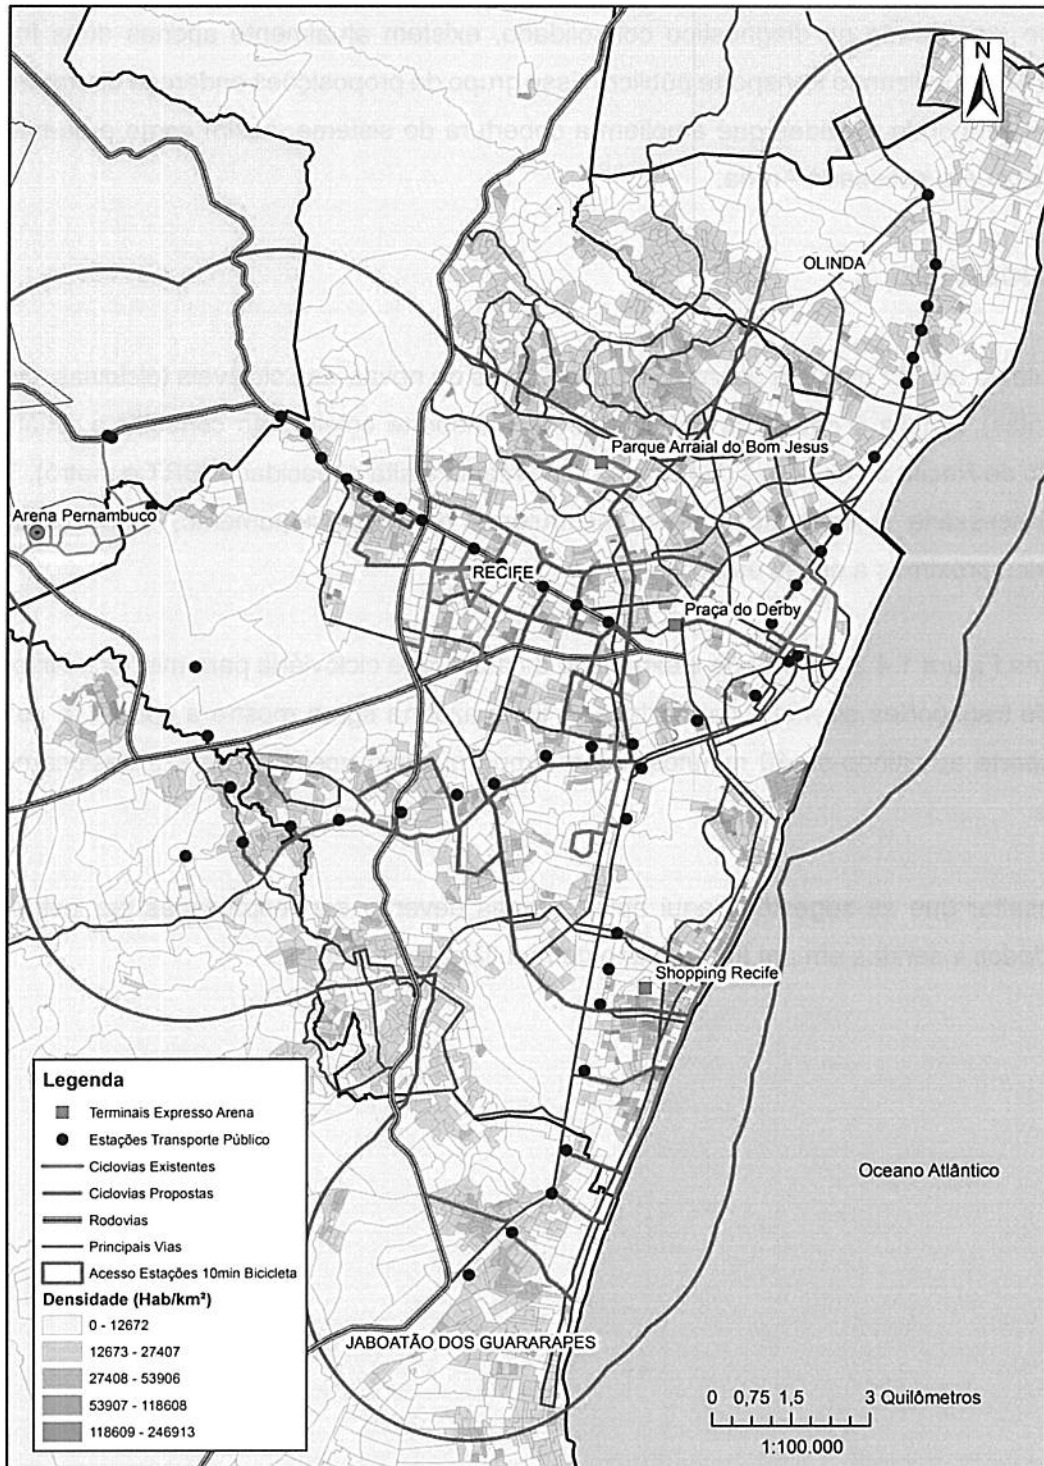 N
OLINDA
Parque Arraial do Bom Jesus
Arena Pernambuco
RECIFE
Praça do Derby
Shopping Recife
Oceano Atlântico
JABOATÃO DOS GUARARAPES
Legenda
Terminais Expresso Arena
Estações Transporte Público
Ciclovias Existentes
Ciclovias Propostas
Rodovias
Principais Vias
Acesso Estações 10min Bicicleta
Densidade (Hab/km²)
0 - 12672
12673 - 27407
27408 - 53906
53907 - 118608
118609 - 246913
0 0,75 1,5 3 Quilômetros
1:100.000